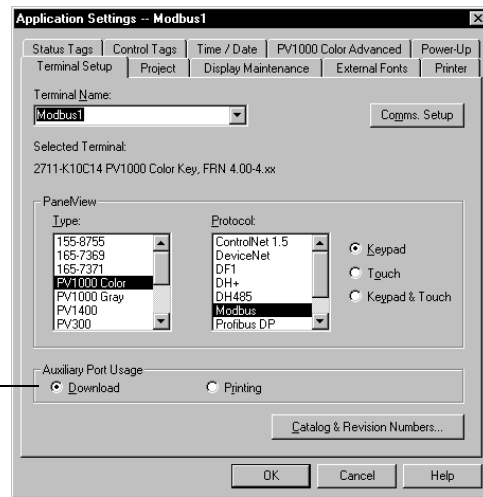 Application Settings -- Modbus1
Status Tags Control Tags Time / Date PV1000 Color Advanced Power-Up
Terminal Setup Project Display Maintenance External Fonts Printer
Terminal Name:
Modbus1
Comms. Setup
Selected Terminal:
2711-K10C14 PV1000 Color Key, FRN 4.00-4.xx
PanelView
Type:
155-8755
165-7369
165-7371
PV1000 Color
PV1000 Gray
PV1400
PV300
Protocol:
ControlNet 1.5
DeviceNet
DF1
DH+
DH485
Modbus
Profibus DP
Keypad
Touch
Keypad & Touch
Auxiliary Port Usage
Download Printing
Catalog & Revision Numbers...
OK Cancel Help